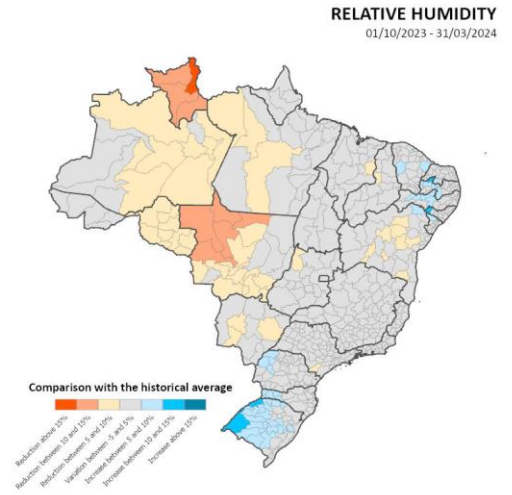 RELATIVE HUMIDITY
01/10/2023 - 31/03/2024
Comparison with the historical average
Reduction above 15%
Reduction between 10 and 15%
Reduction between 5 and 10%
Variation between -5 and 5%
Increase between 5 and 10%
Increase between 10 and 15%
Increase above 15%